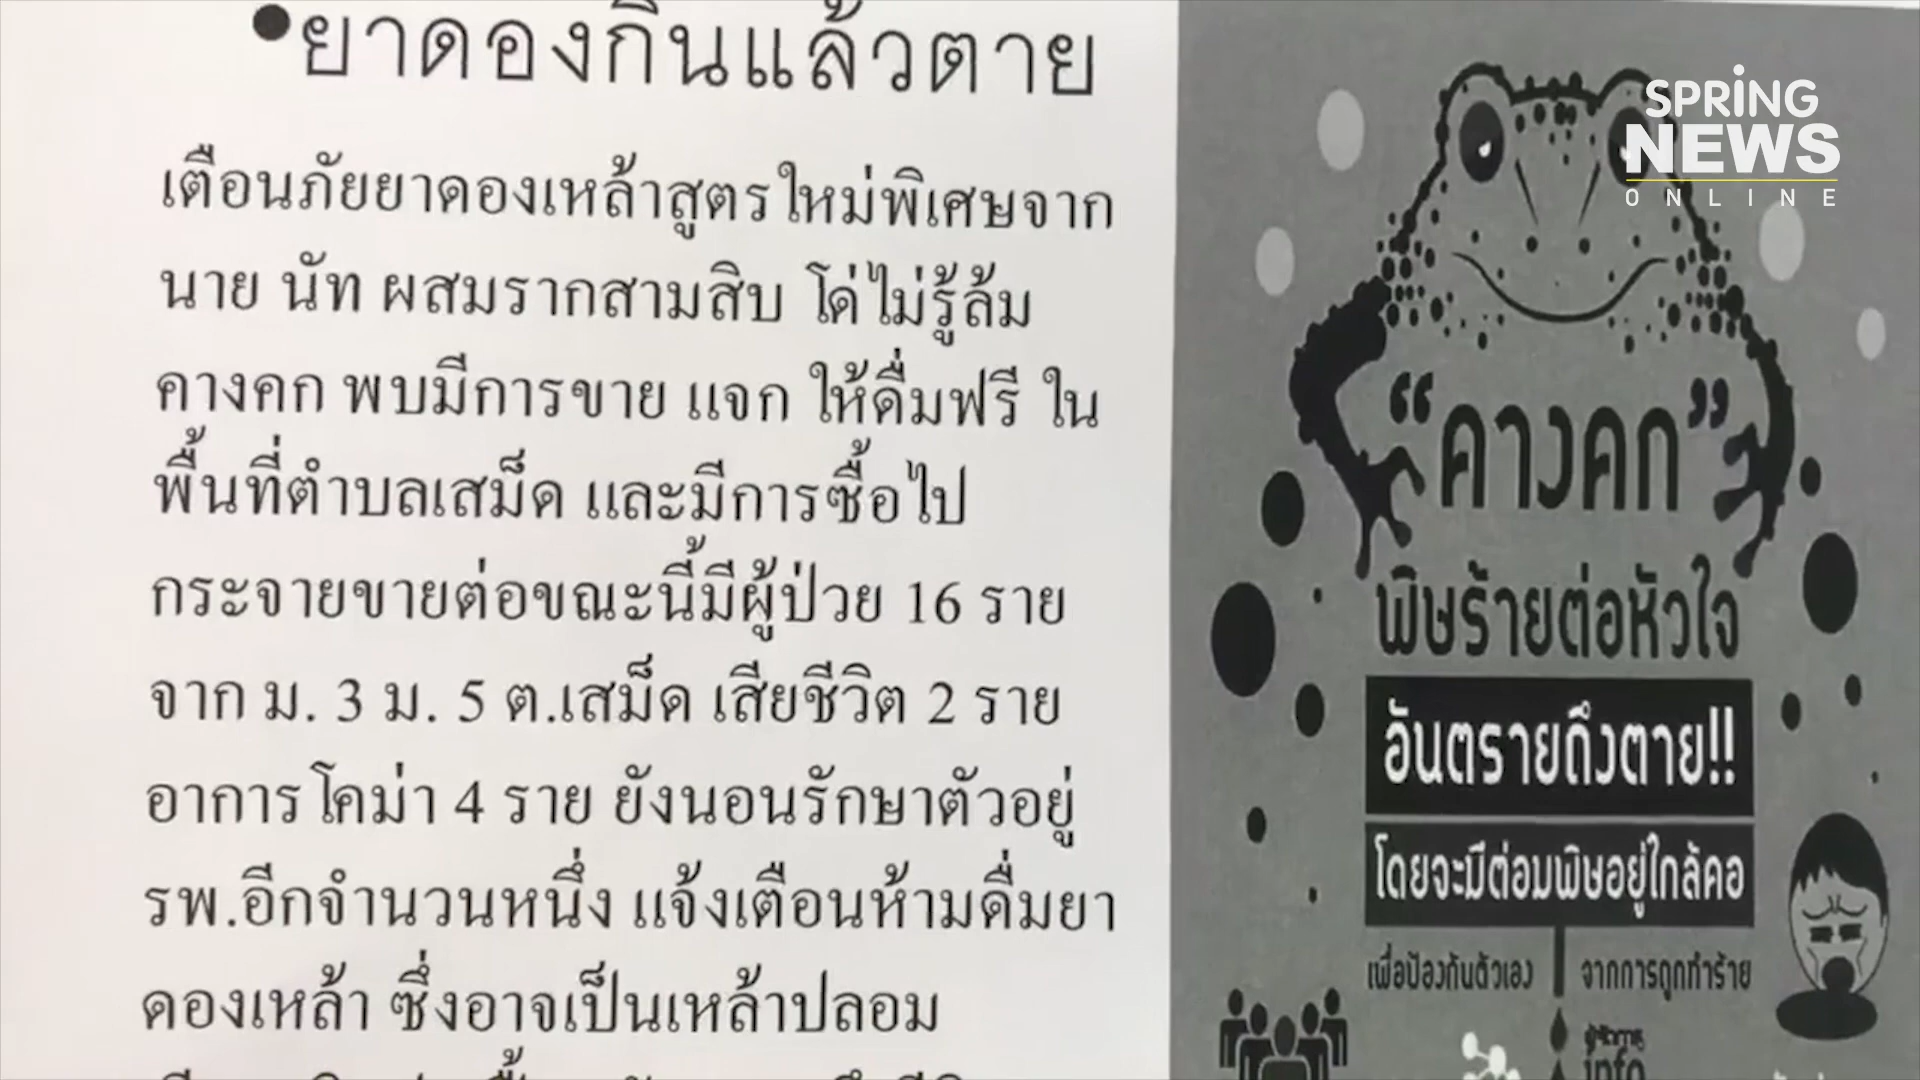 •ยาดองกินแล้วตาย
เตือนภัยยาดองเหล้าสูตรใหม่พิเศษจาก
นาย นัท ผสมรากสามสิบ โด่ไม่รู้ล้ม
คางคก พบมีการขาย แจก ให้ดื่มฟรี ใน
พื้นที่ตำบลเสม็ด และมีการซื้อไป
กระจายขายต่อขณะนี้มีผู้ป่วย 16 ราย
จาก ม. 3 ม. 5 ต.เสม็ด เสียชีวิต 2 ราย
อาการโคม่า 4 ราย ยังนอนรักษาตัวอยู่
รพ.อีกจำนวนหนึ่ง แจ้งเตือนห้ามดื่มยา
ดองเหล้า ซึ่งอาจเป็นเหล้าปลอม
SPRING
NEWS
ONLINE
“คางคก”
พิษร้ายต่อหัวใจ
อันตรายถึงตาย!!
โดยจะมีต่อมพิษอยู่ใกล้คอ
เพื่อป้องกันตัวเอง จากการถูกทำร้าย
ผู้จัดการ
info